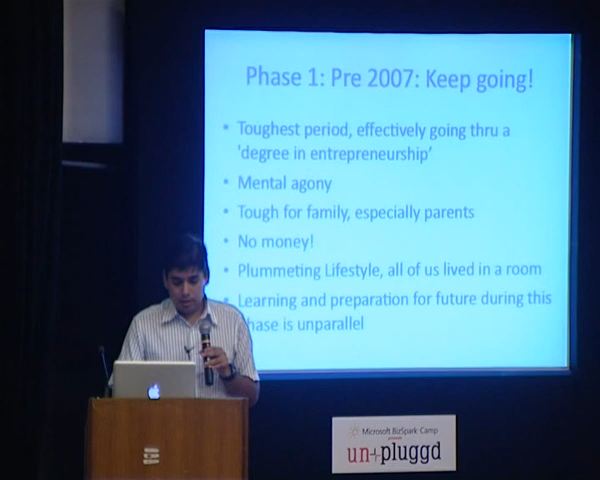 Phase 1: Pre 2007: Keep going!
• Toughest period, effectively going thru a
'degree in entrepreneurship'
• Mental agony
• Tough for family, especially parents
• No money!
• Plummeting Lifestyle, all of us lived in a room
• Learning and preparation for future during this
hase is unparallel
Microsoft BizSpark Camp
un+pluggd